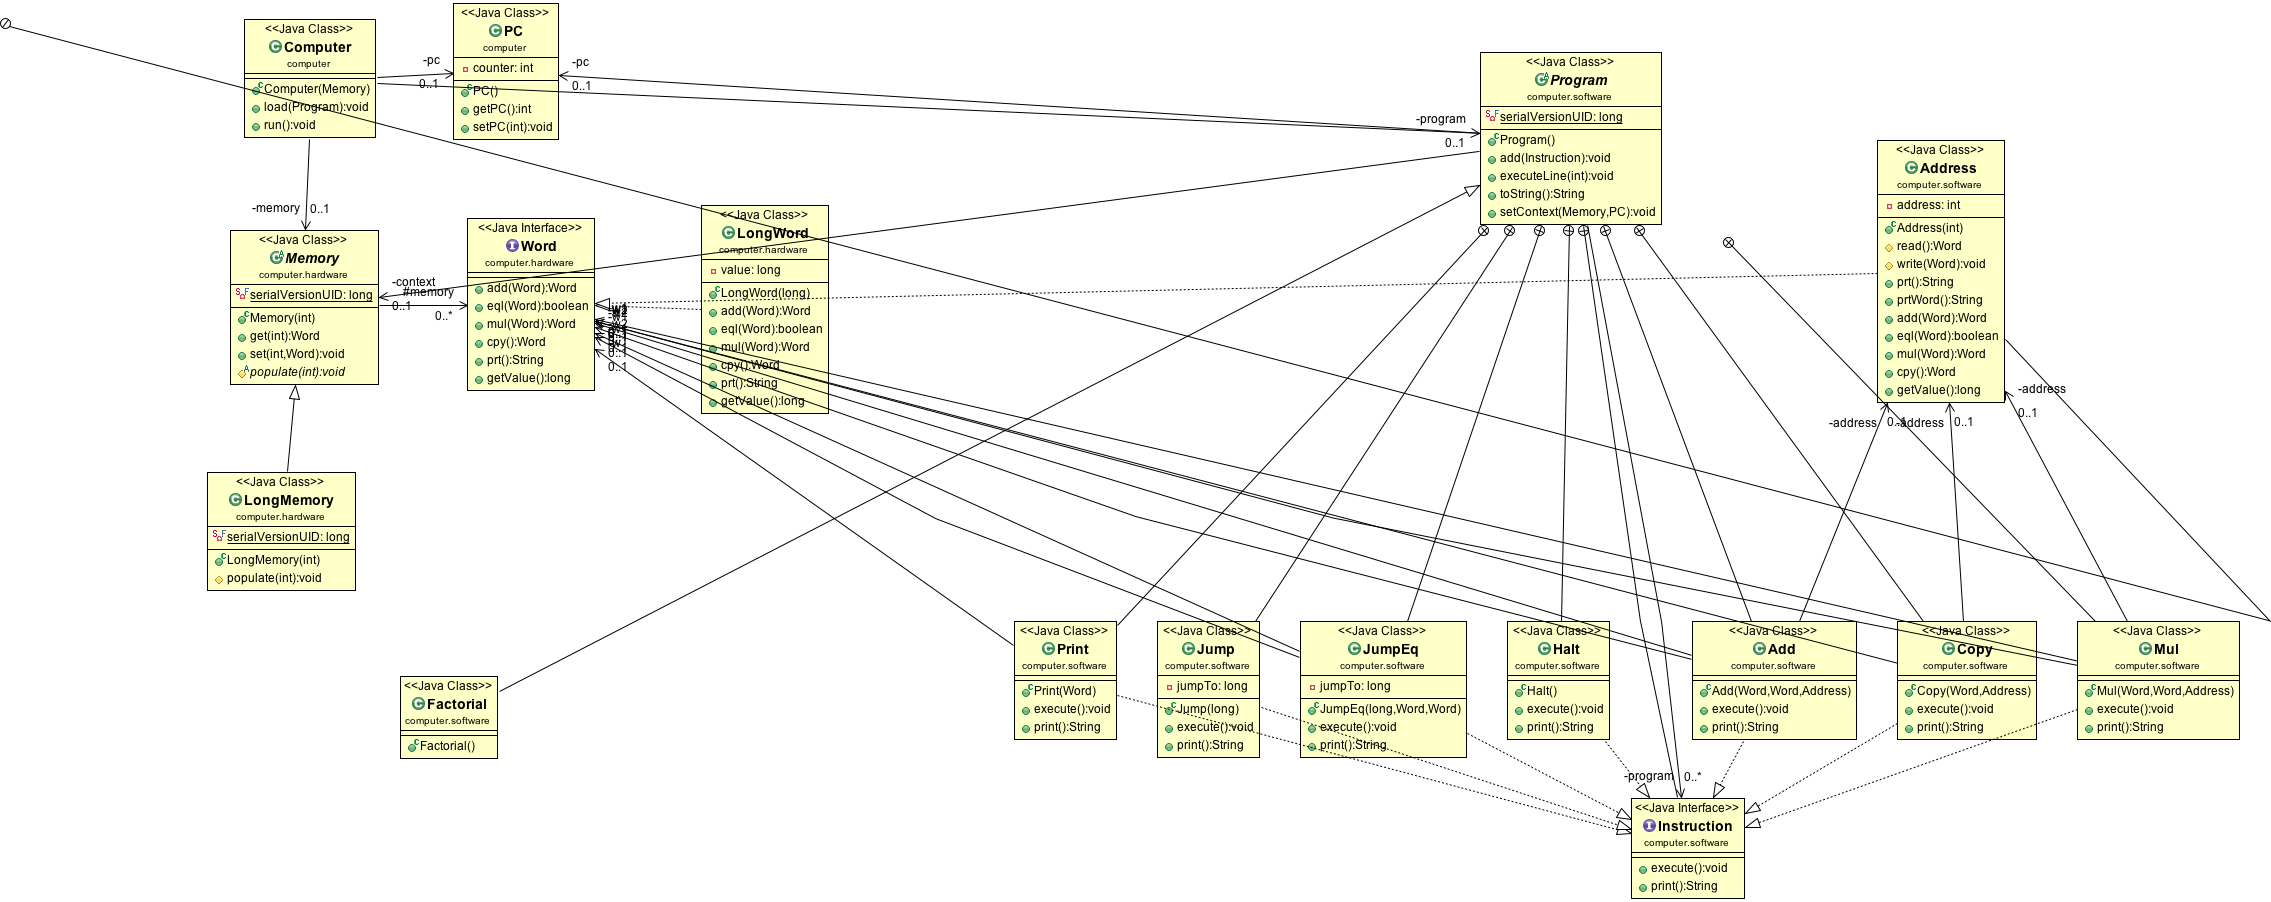 <<Java Class>>
Computer
computer
Computer(Memory)
load(Program):void
run():void
<<Java Class>>
PC
computer
counter: int
PC()
getPC():int
setPC(int):void
-pc
0..1
-pc
0..1
<<Java Class>>
Program
computer.software
serialVersionUID: long
Program()
add(Instruction):void
executeLine(int):void
toString():String
setContext(Memory,PC):void
-program
0..1
<<Java Class>>
Address
computer.software
address: int
Address(int)
read():Word
write(Word):void
prt():String
prtWord():String
add(Word):Word
eql(Word):boolean
mul(Word):Word
cpy():Word
getValue():long
-memory
0..1
<<Java Class>>
Memory
computer.hardware
serialVersionUID: long
Memory(int)
get(int):Word
set(int,Word):void
populate(int):void
-context
#memory
0..1
0..*
<<Java Interface>>
Word
computer.hardware
add(Word):Word
eql(Word):boolean
mul(Word):Word
cpy():Word
prt():String
getValue():long
0..1
0..1
<<Java Class>>
LongWord
computer.hardware
value: long
LongWord(long)
add(Word):Word
eql(Word):boolean
mul(Word):Word
cpy():Word
prt():String
getValue():long
-address
0..1
-address
0..1
-address
0..1
<<Java Class>>
LongMemory
computer.hardware
serialVersionUID: long
LongMemory(int)
populate(int):void
<<Java Class>>
Factorial
computer.software
Factorial()
<<Java Class>>
Print
computer.software
Print(Word)
execute():void
print():String
<<Java Class>>
Jump
computer.software
jumpTo: long
Jump(long)
execute():void
print():String
<<Java Class>>
JumpEq
computer.software
jumpTo: long
JumpEq(long,Word,Word)
execute():void
print():String
<<Java Class>>
Halt
computer.software
Halt()
execute():void
print():String
<<Java Class>>
Add
computer.software
Add(Word,Word,Address)
execute():void
print():String
<<Java Class>>
Copy
computer.software
Copy(Word,Address)
execute():void
print():String
<<Java Class>>
Mul
computer.software
Mul(Word,Word,Address)
execute():void
print():String
-program
0..*
<<Java Interface>>
Instruction
computer.software
execute():void
print():String